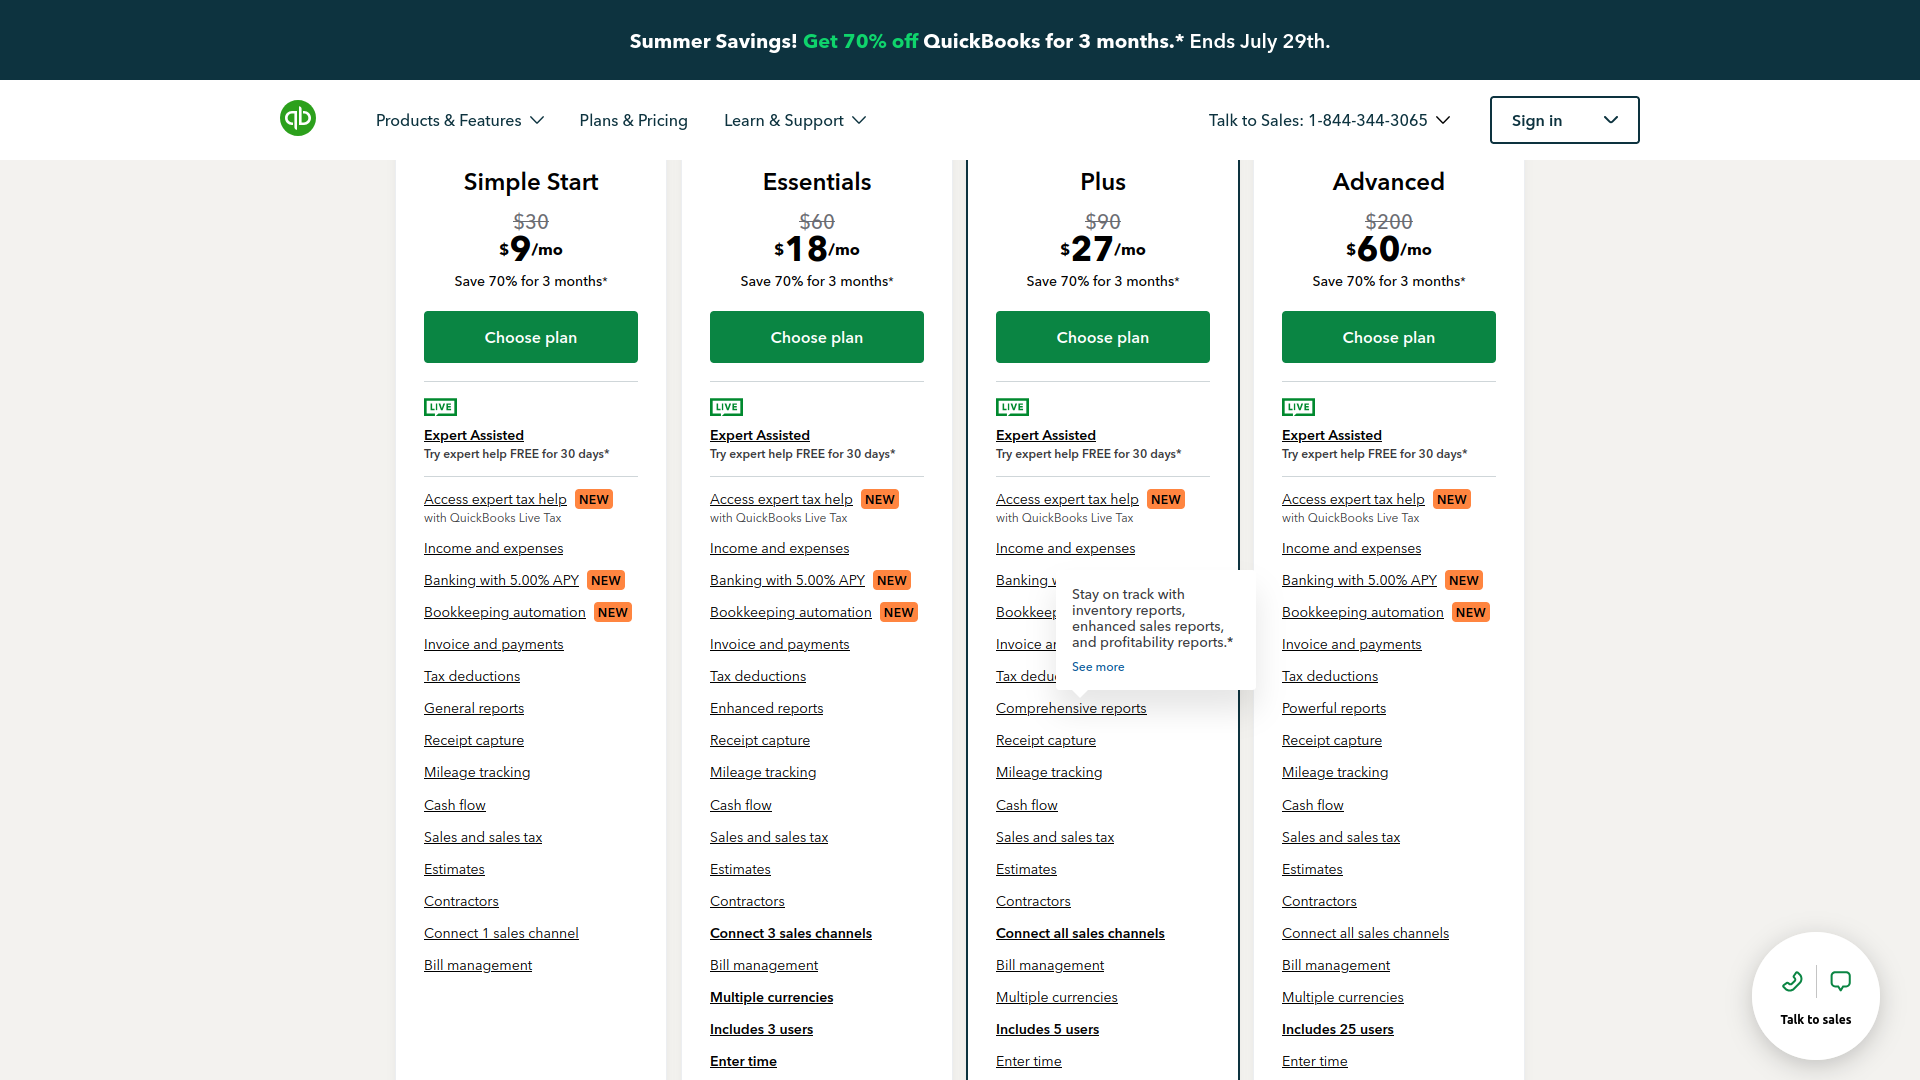 Summer Savings! Get 70% off QuickBooks for 3 months.* Ends July 29th.
qb
Products & Features
Plans & Pricing
Learn & Support
Talk to Sales: 1-844-344-3065
Sign in
Simple Start
$30
$9/mo
Save 70% for 3 months*
Choose plan
LIVE
Expert Assisted
Try expert help FREE for 30 days*
Access expert tax help NEW
with QuickBooks Live Tax
Income and expenses
Banking with 5.00% APY NEW
Bookkeeping automation NEW
Invoice and payments
Tax deductions
General reports
Receipt capture
Mileage tracking
Cash flow
Sales and sales tax
Estimates
Contractors
Connect 1 sales channel
Bill management
Essentials
$60
$18/mo
Save 70% for 3 months*
Choose plan
LIVE
Expert Assisted
Try expert help FREE for 30 days*
Access expert tax help NEW
with QuickBooks Live Tax
Income and expenses
Banking with 5.00% APY NEW
Bookkeeping automation NEW
Invoice and payments
Tax deductions
Enhanced reports
Receipt capture
Mileage tracking
Cash flow
Sales and sales tax
Estimates
Contractors
Connect 3 sales channels
Bill management
Multiple currencies
Includes 3 users
Enter time
Plus
$90
$27/mo
Save 70% for 3 months*
Choose plan
LIVE
Expert Assisted
Try expert help FREE for 30 days*
Access expert tax help NEW
with QuickBooks Live Tax
Income and expenses
Banking
Invoice
Tax
Stay on track with
inventory reports,
enhanced sales reports,
and profitability reports.*
See more
Comprehensive reports
Receipt capture
Mileage tracking
Cash flow
Sales and sales tax
Estimates
Contractors
Connect all sales channels
Bill management
Multiple currencies
Includes 5 users
Enter time
Advanced
$200
$60/mo
Save 70% for 3 months*
Choose plan
LIVE
Expert Assisted
Try expert help FREE for 30 days*
Access expert tax help NEW
with QuickBooks Live Tax
Income and expenses
Banking with 5.00% APY NEW
Bookkeeping automation NEW
Invoice and payments
Tax deductions
Powerful reports
Receipt capture
Mileage tracking
Cash flow
Sales and sales tax
Estimates
Contractors
Connect all sales channels
Bill management
Multiple currencies
Includes 25 users
Enter time
Talk to sales